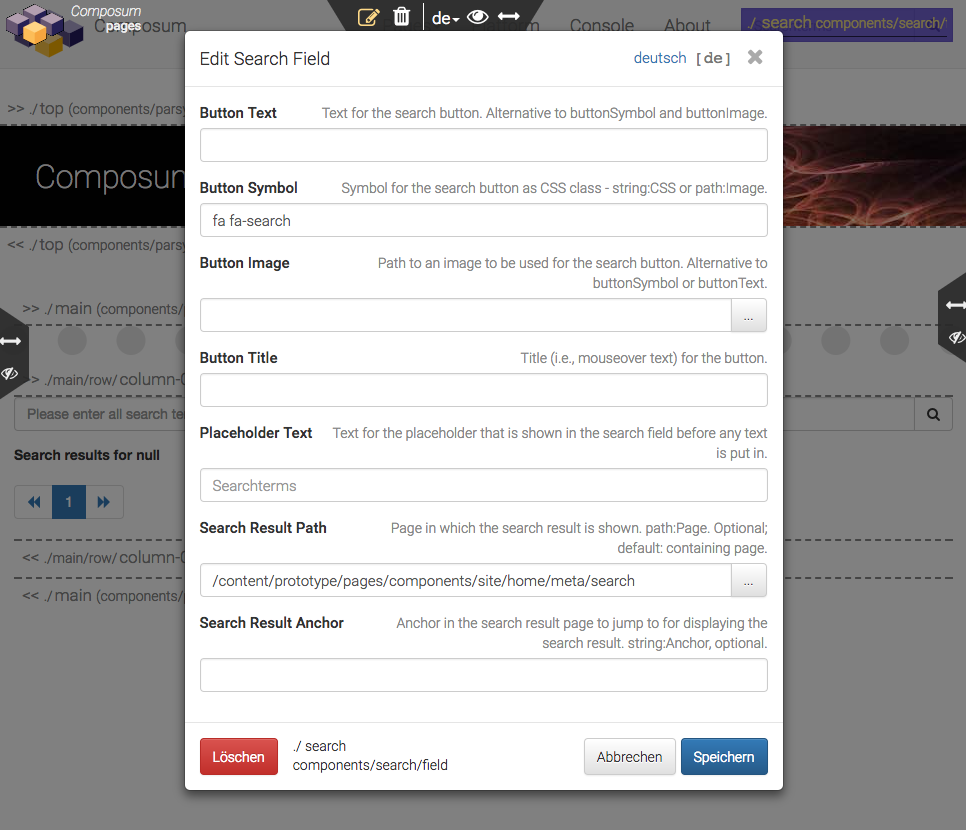 Composum
pages
Composum
de
Console
About
./ search components/search/
Edit Search Field
deutsch [ de ]
>> ./ top (components/parsy
Button Text
Text for the search button. Alternative to buttonSymbol and buttonImage.
Composum
Button Symbol
Symbol for the search button as CSS class - string:CSS or path:Image.
fa fa-search
<< ./ top (components/parsy
Button Image
Path to an image to be used for the search button. Alternative to
buttonSymbol or buttonText.
>> ./ main (components/
...
Button Title
Title (i.e., mouseover text) for the button.
>> ./main/row/ column-0
Please enter all search te
Placeholder Text
Text for the placeholder that is shown in the search field before any text
is put in.
Search results for null
Searchterms
1
Search Result Path
Page in which the search result is shown. path:Page. Optional;
default: containing page.
<< ./main/row/ column-0
/content/prototype/pages/components/site/home/meta/search
...
<< ./ main (components/
Search Result Anchor
Anchor in the search result page to jump to for displaying the
search result. string:Anchor, optional.
Löschen
./ search
components/search/field
Abbrechen
Speichern